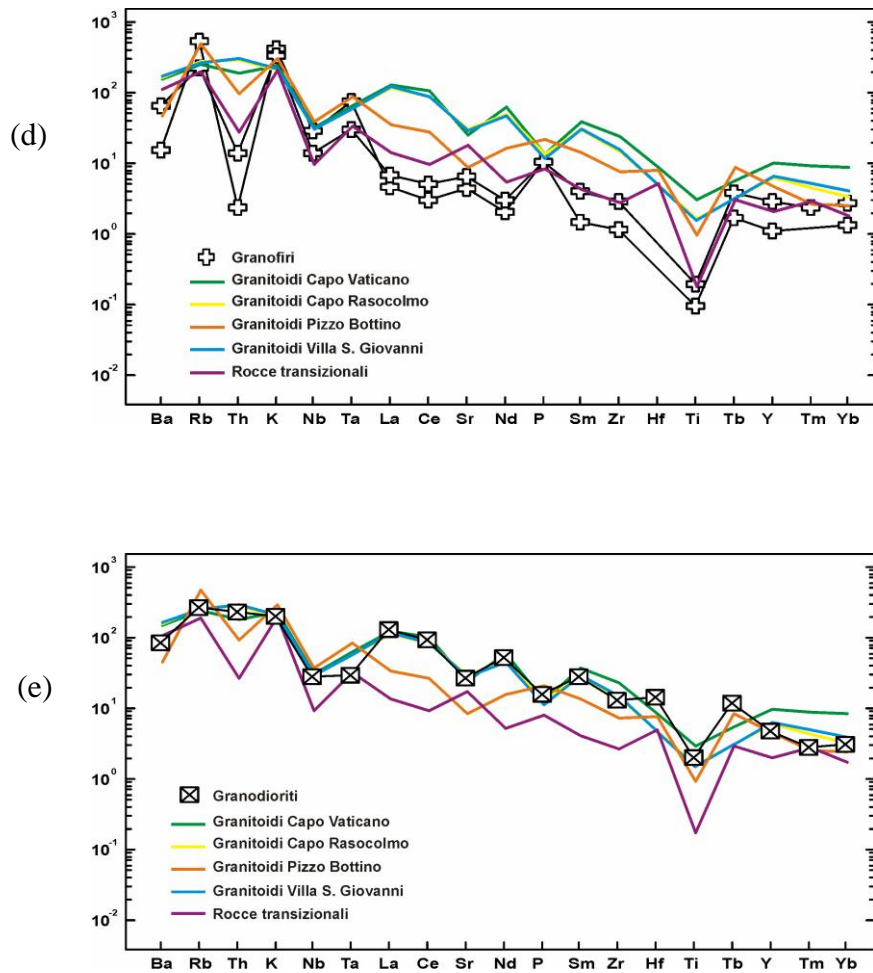 (d)
10³
10²
10¹
10⁰
10⁻¹
10⁻²
Granofiri
Granitoidi Capo Vaticano
Granitoidi Capo Rasocolmo
Granitoidi Pizzo Bottino
Granitoidi Villa S. Giovanni
Rocce transizionali
Ba Rb Th K Nb Ta La Ce Sr Nd P Sm Zr Hf Ti Tb Y Tm Yb
(e)
10³
10²
10¹
10⁰
10⁻¹
10⁻²
Granodioriti
Granitoidi Capo Vaticano
Granitoidi Capo Rasocolmo
Granitoidi Pizzo Bottino
Granitoidi Villa S. Giovanni
Rocce transizionali
Ba Rb Th K Nb Ta La Ce Sr Nd P Sm Zr Hf Ti Tb Y Tm Yb